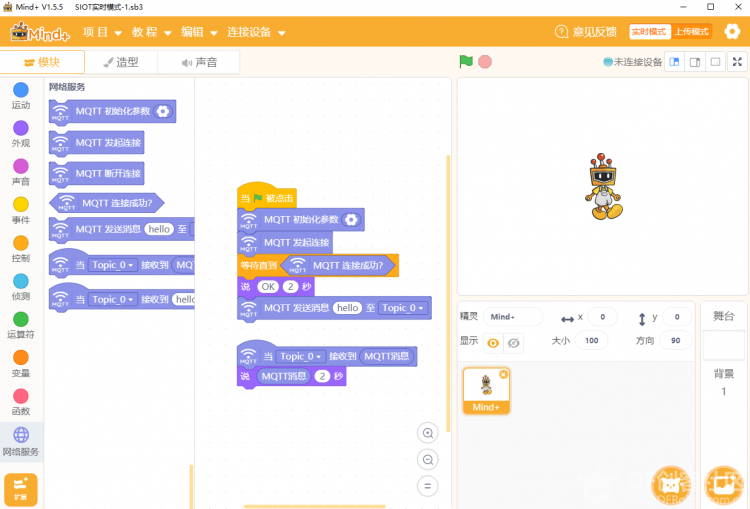 Mind+ V1.5.5 SIOT实时模式-1.sb3
Mind+ 项目 教程 编辑 连接设备 意见反馈 实时模式 上传模式
模块 造型 声音 未连接设备
网络服务
运动
外观
声音
事件
控制
侦测
运算符
变量
函数
网络服务
扩展
MQTT MQTT 初始化参数
MQTT MQTT 发起连接
MQTT MQTT 断开连接
MQTT MQTT 连接成功?
MQTT MQTT 发送消息 hello 至
MQTT 当 Topic_0 接收到 MQ
MQTT 当 Topic_0 接收到 hello
当 被点击
MQTT MQTT 初始化参数
MQTT MQTT 发起连接
等待直到 MQTT MQTT 连接成功?
说 OK 2 秒
MQTT MQTT 发送消息 hello 至 Topic_0
MQTT 当 Topic_0 接收到 MQTT消息
说 MQTT消息 2 秒
精灵 Mind+ x 0 y 0
显示 大小 100 方向 90
Mind+
舞台
背景
1